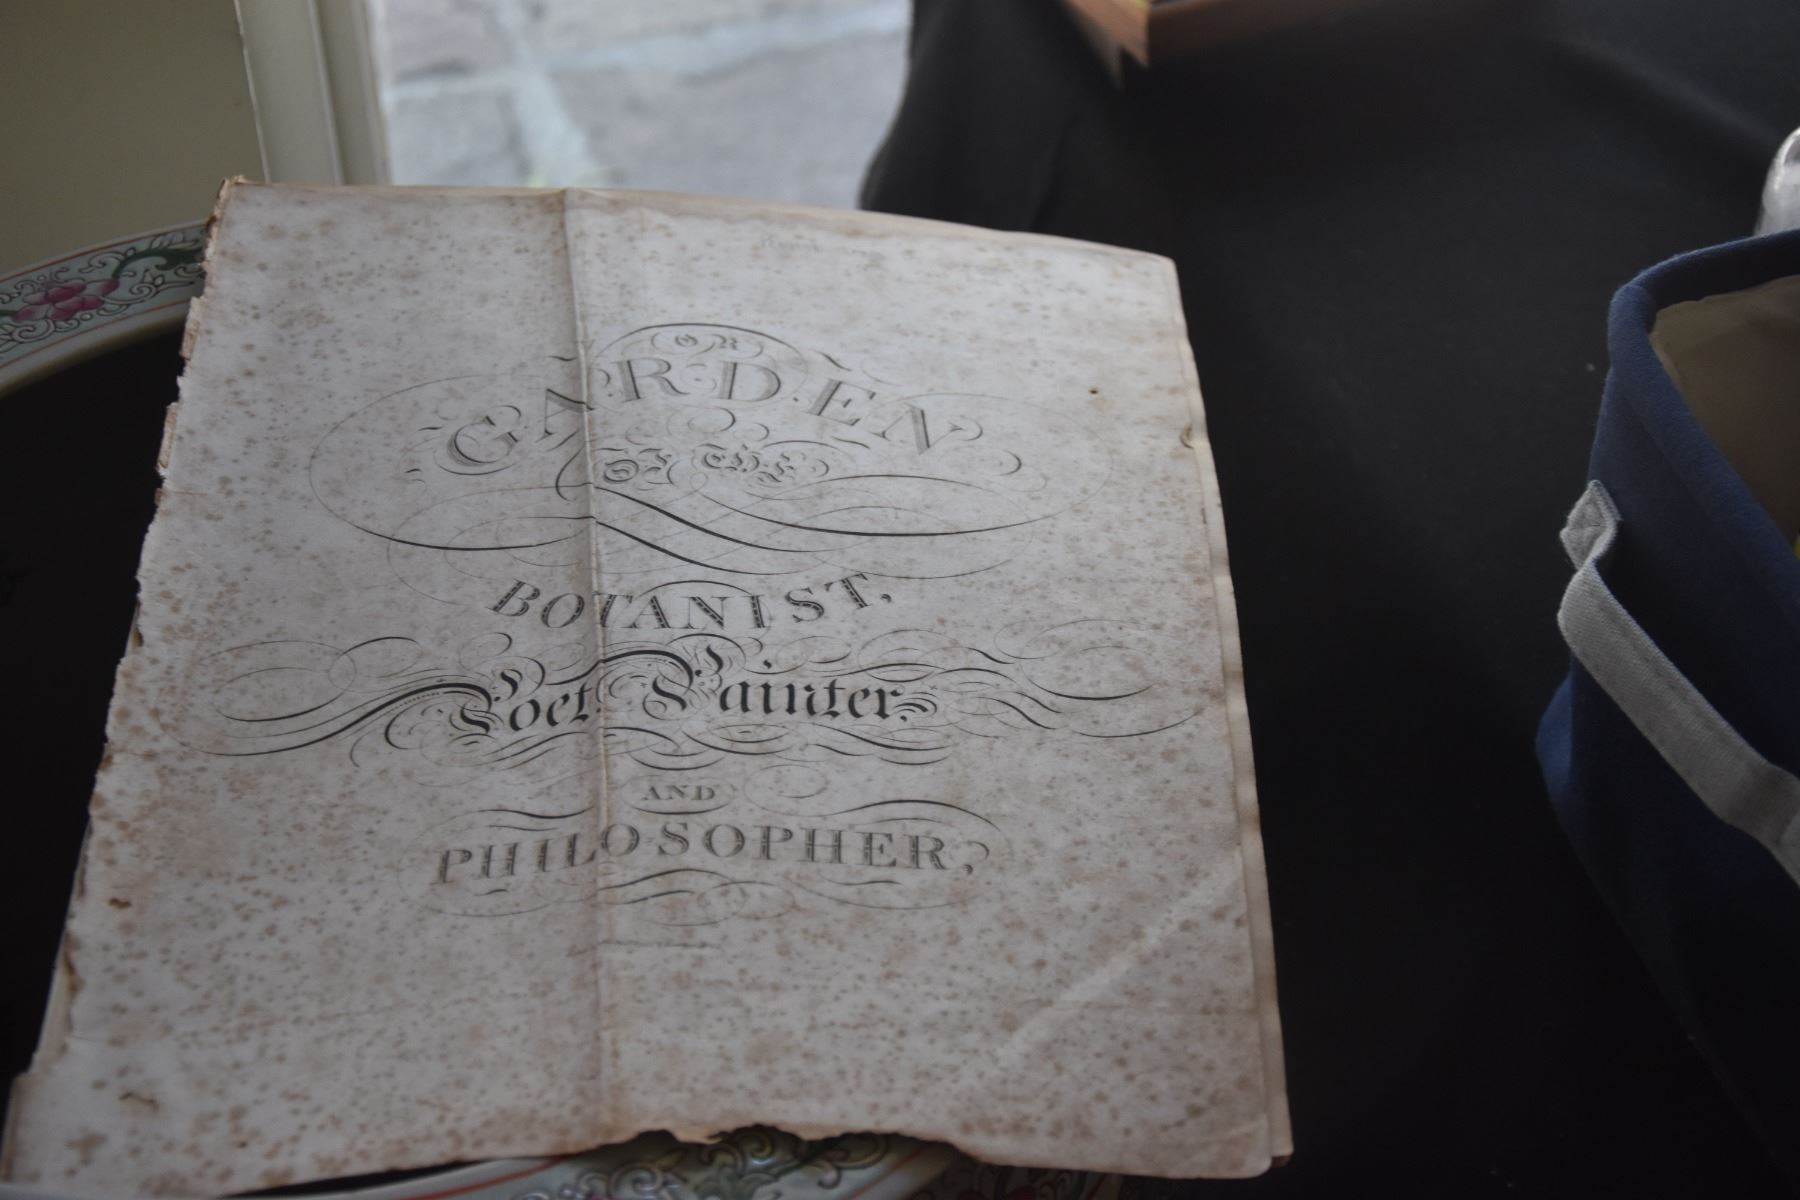 OR
GARDEN
OF THE
BOTANIST,
Poet, Painter,
AND
PHILOSOPHER,